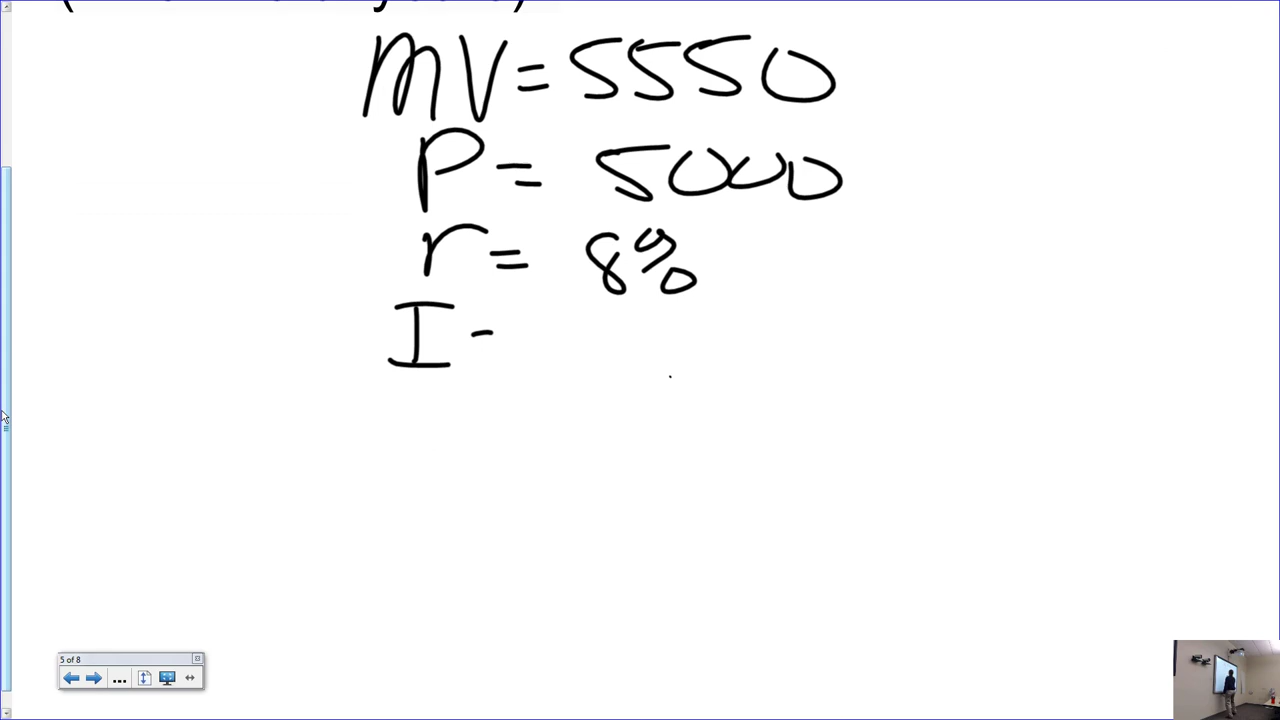 MV = 5550
P = 5000
r = 8%
I -
5 of 8
...